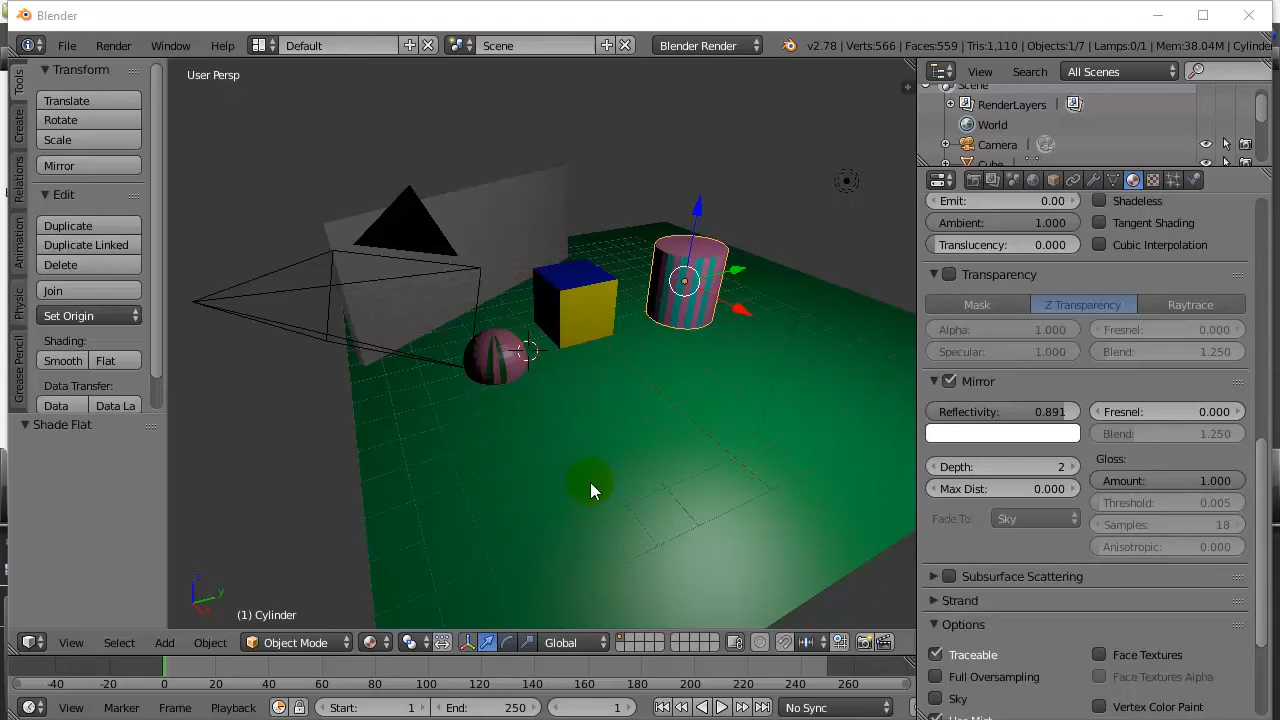 Blender
File Render Window Help Default Scene Blender Render v2.78 | Verts:566 | Faces:559 | Tris:1,110 | Objects:1/7 | Lamps:0/1 | Mem:38.04M | Cylinde
Transform
Translate
Rotate
Scale
Mirror
Edit
Duplicate
Duplicate Linked
Delete
Join
Set Origin
Shading:
Smooth Flat
Data Transfer:
Data Data La
Shade Flat
Tools
Create
Relations
Animation
Physic
Grease Pencil
User Persp
z
y
(1) Cylinder
View Select Add Object Object Mode Global
-40 -20 0 20 40 60 80 100 120 140 160 180 200 220 240 260
View Marker Frame Playback Start: 1 End: 250 1 No Sync
View Search All Scenes
Scene
RenderLayers
World
Camera
Cube
Emit: 0.00 Shadeless
Ambient: 1.000 Tangent Shading
Translucency: 0.000 Cubic Interpolation
Transparency
Mask Z Transparency Raytrace
Alpha: 1.000 Fresnel: 0.000
Specular: 1.000 Blend: 1.250
Mirror
Reflectivity: 0.891 Fresnel: 0.000
Blend: 1.250
Gloss:
Depth: 2 Amount: 1.000
Max Dist: 0.000 Threshold: 0.005
Fade To: Sky Samples: 18
Anisotropic: 0.000
Subsurface Scattering
Strand
Options
Traceable Face Textures
Full Oversampling Face Textures Alpha
Sky Vertex Color Paint
Use Mist